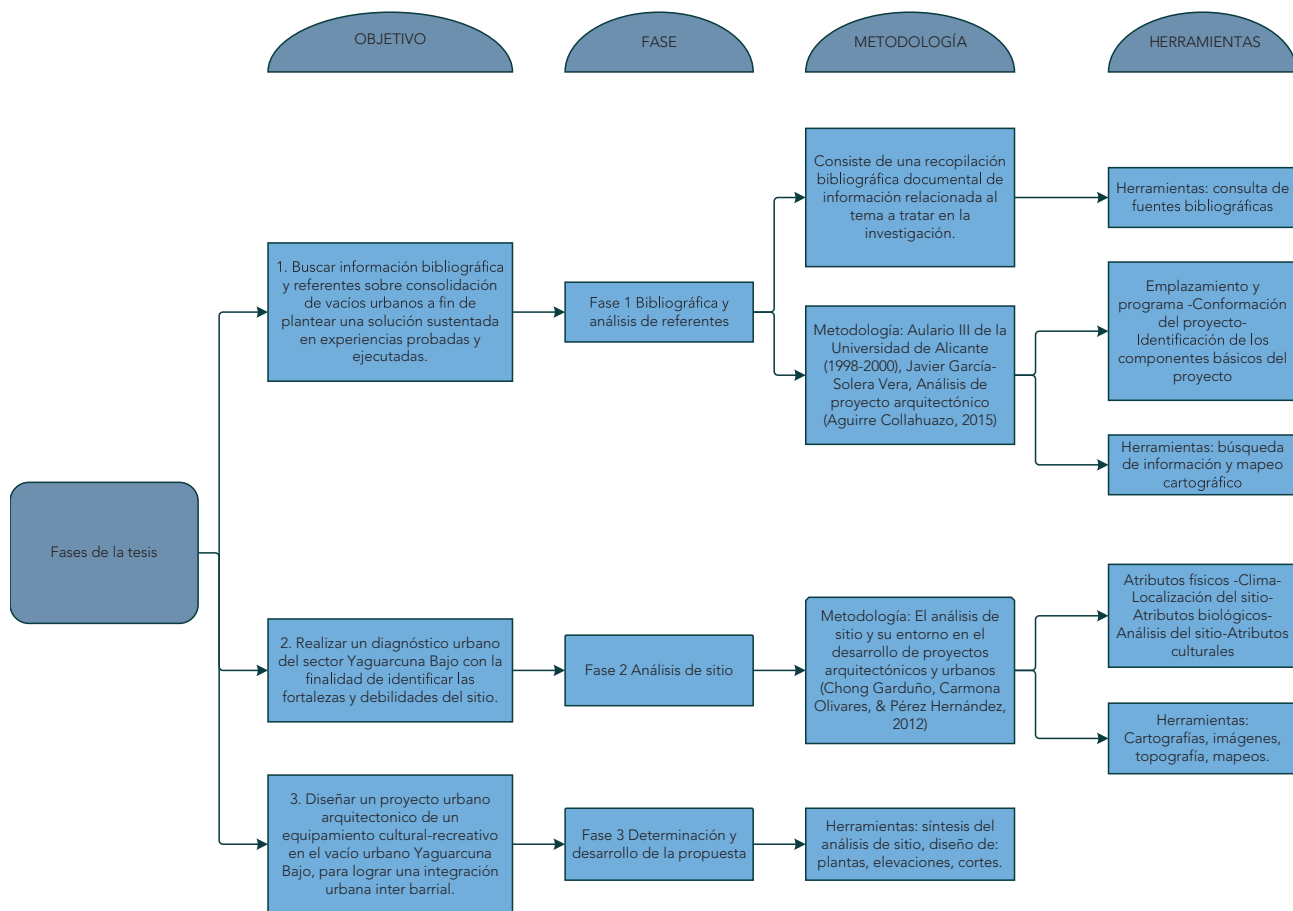 OBJETIVO
FASE
METODOLOGÍA
HERRAMIENTAS
Fases de la tesis
1. Buscar información bibliográfica
y referentes sobre consolidación
de vacíos urbanos a fin de
plantear una solución sustentada
en experiencias probadas y
ejecutadas.
Fase 1 Bibliográfica y
análisis de referentes
Consiste de una recopilación
bibliográfica documental de
información relacionada al
tema a tratar en la
investigación.
Herramientas: consulta de
fuentes bibliográficas
Metodología: Aulario III de la
Universidad de Alicante
(1998-2000), Javier García-
Solera Vera, Análisis de
proyecto arquitectónico
(Aguirre Collahuazo, 2015)
Emplazamiento y
programa -Conformación
del proyecto-
Identificación de los
componentes básicos del
proyecto
Herramientas: búsqueda
de información y mapeo
cartográfico
2. Realizar un diagnóstico urbano
del sector Yaguarcuna Bajo con la
finalidad de identificar las
fortalezas y debilidades del sitio.
Fase 2 Análisis de sitio
Metodología: El análisis de
sitio y su entorno en el
desarrollo de proyectos
arquitectónicos y urbanos
(Chong Garduño, Carmona
Olivares, & Pérez Hernández,
2012)
Atributos físicos -Clima-
Localización del sitio-
Atributos biológicos-
Análisis del sitio-Atributos
culturales
Herramientas:
Cartografías, imágenes,
topografía, mapeos.
3. Diseñar un proyecto urbano
arquitectonico de un
equipamiento cultural-recreativo
en el vacío urbano Yaguarcuna
Bajo, para lograr una integración
urbana inter barrial.
Fase 3 Determinación y
desarrollo de la propuesta
Herramientas: síntesis del
análisis de sitio, diseño de:
plantas, elevaciones, cortes.